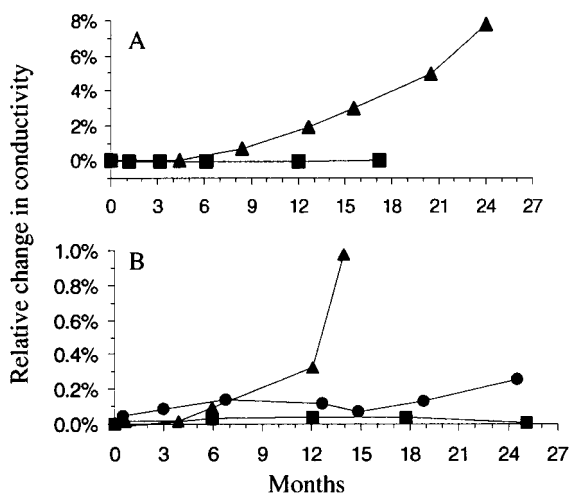 8%
A
6%
4%
2%
0%
0 3 6 9 12 15 18 21 24 27
Relative change in conductivity
1.0%
B
0.8%
0.6%
0.4%
0.2%
0.0%
0 3 6 9 12 15 18 21 24 27
Months